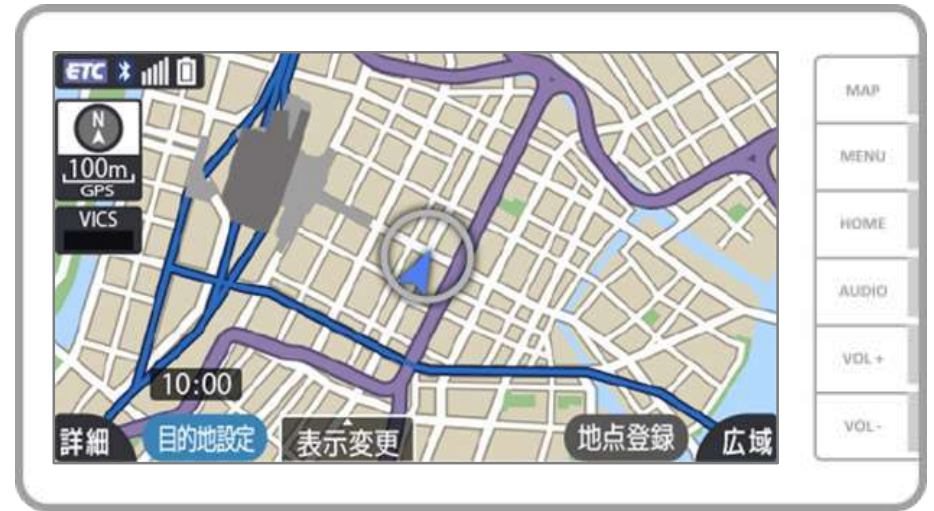 ETC
N
100m
GPS
VICS
10:00
詳細
目的地設定
表示変更
地点登録
広域
MAP
MENU
HOME
AUDIO
VOL +
VOL -